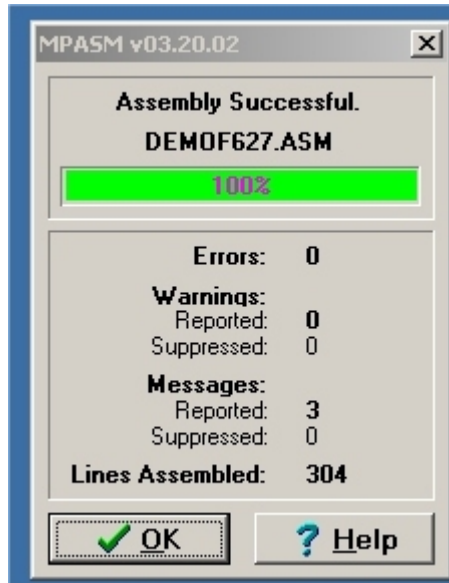 MPASM v03.20.02
Assembly Successful.
DEMOF627.ASM
100%
Errors: 0
Warnings:
Reported: 0
Suppressed: 0
Messages:
Reported: 3
Suppressed: 0
Lines Assembled: 304
OK
? Help